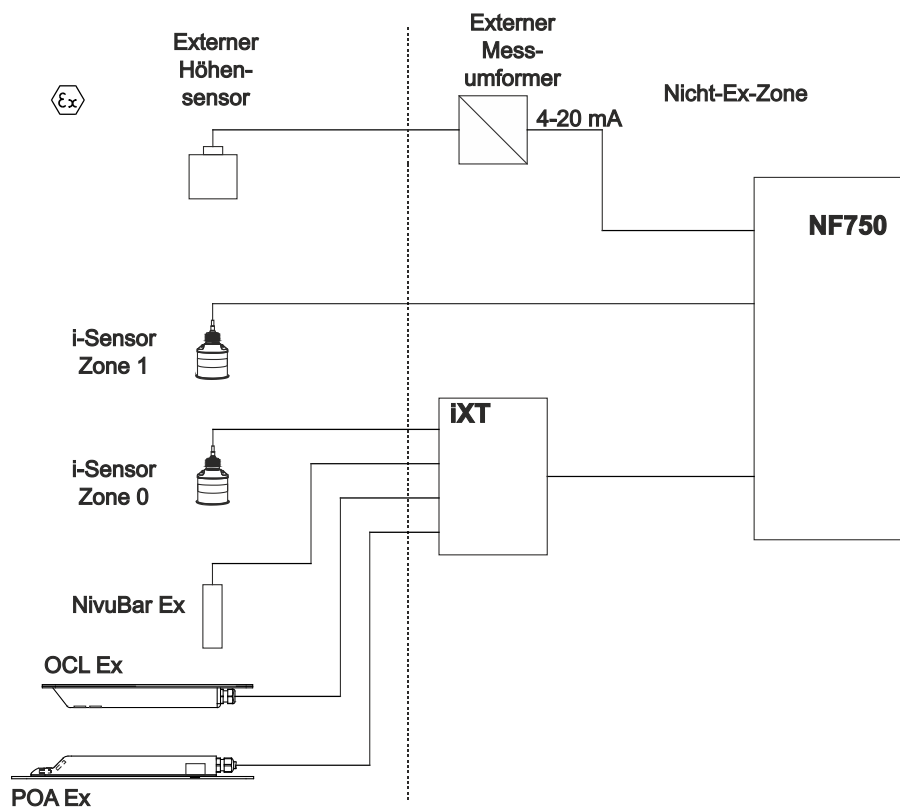 Externer
Höhen-
sensor
Externer
Mess-
umformer
Nicht-Ex-Zone
εx
4-20 mA
NF750
i-Sensor
Zone 1
iXT
i-Sensor
Zone 0
NivuBar Ex
OCL Ex
POA Ex